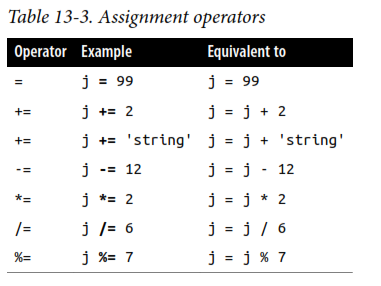 Table 13-3. Assignment operators
Operator Example Equivalent to
= j = 99 j = 99
+= j += 2 j = j + 2
+= j += 'string' j = j + 'string'
-= j -= 12 j = j - 12
*= j *= 2 j = j * 2
/= j /= 6 j = j / 6
%= j %= 7 j = j % 7